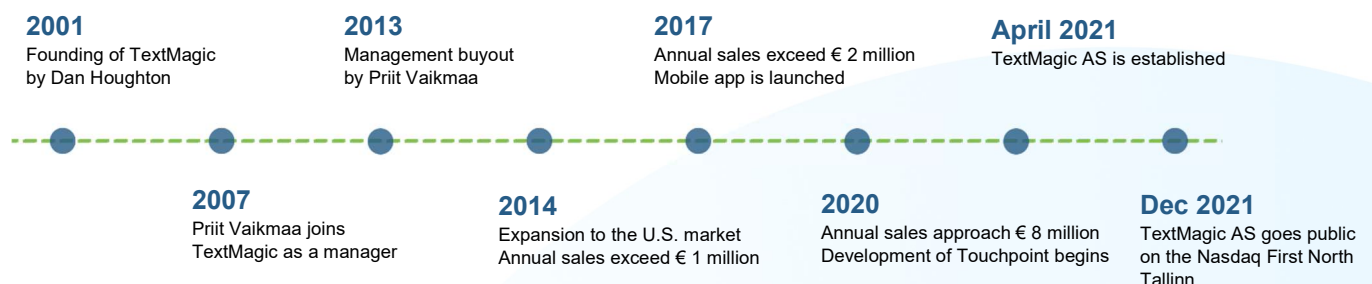 2001
Founding of TextMagic
by Dan Houghton
2007
Priit Vaikmaa joins
TextMagic as a manager
2013
Management buyout
by Priit Vaikmaa
2014
Expansion to the U.S. market
Annual sales exceed € 1 million
2017
Annual sales exceed € 2 million
Mobile app is launched
2020
Annual sales approach € 8 million
Development of Touchpoint begins
April 2021
TextMagic AS is established
Dec 2021
TextMagic AS goes public
on the Nasdaq First North
Tallinn